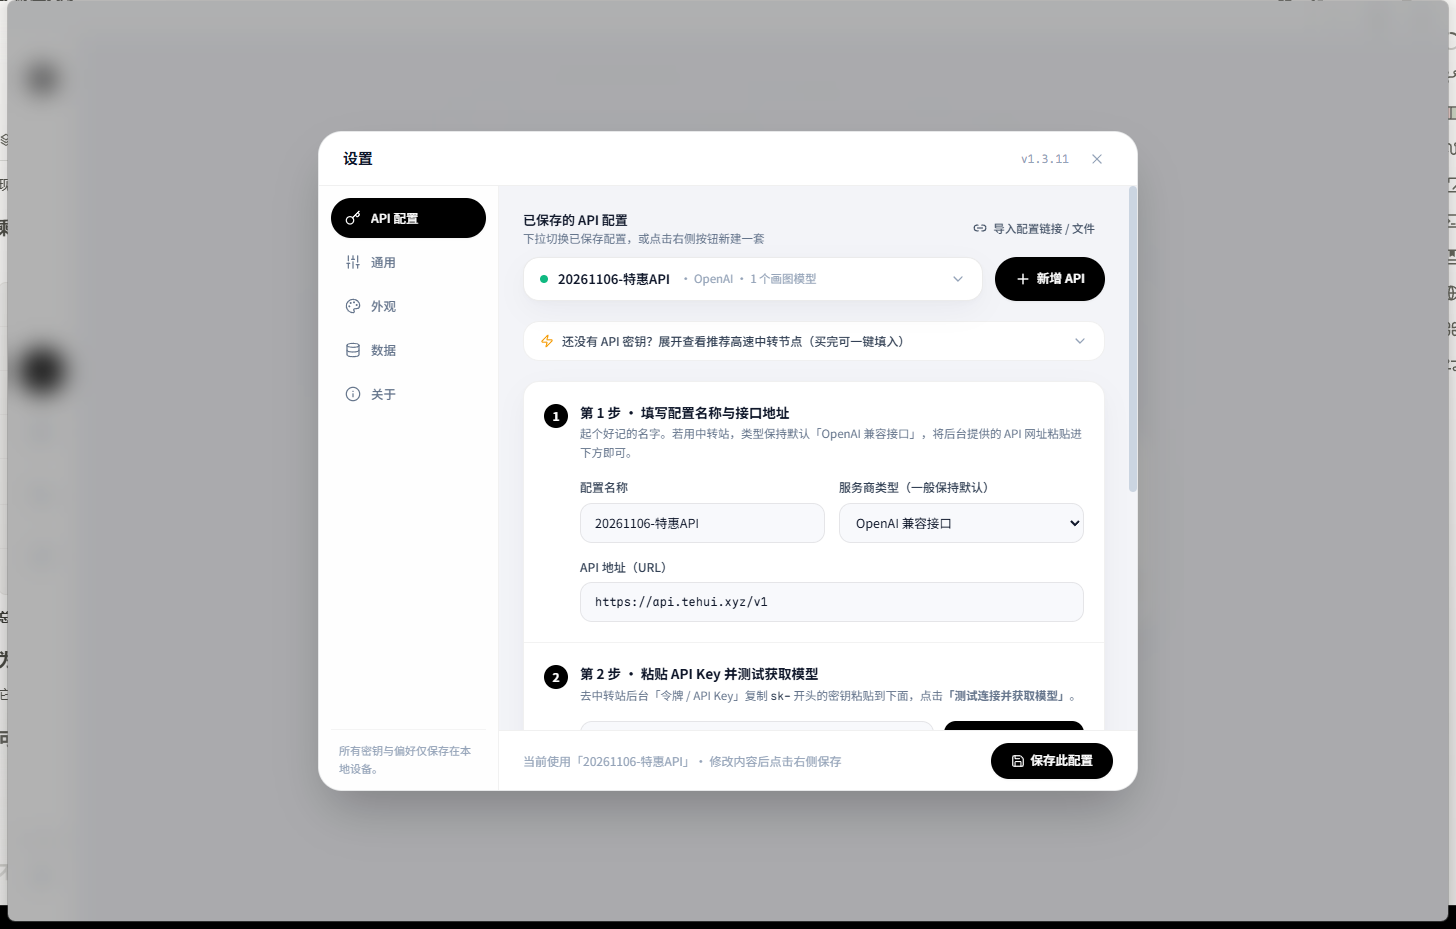 设置
v1.3.11
API 配置
通用
外观
数据
关于
所有密钥与偏好仅保存在本
地设备。
已保存的 API 配置
下拉切换已保存配置，或点击右侧按钮新建一套
导入配置链接 / 文件
20261106-特惠API · OpenAI · 1 个画图模型
新增 API
还没有 API 密钥？展开查看推荐高速中转节点（买完可一键填入）
1
第 1 步 · 填写配置名称与接口地址
起个好记的名字。若用中转站，类型保持默认「OpenAI 兼容接口」，将后台提供的 API 网址粘贴进
下方即可。
配置名称
服务商类型（一般保持默认）
20261106-特惠API
OpenAI 兼容接口
API 地址（URL）
https://api.tehui.xyz/v1
2
第 2 步 · 粘贴 API Key 并测试获取模型
去中转站后台「令牌 / API Key」复制 sk- 开头的密钥粘贴到下面，点击「测试连接并获取模型」。
当前使用「20261106-特惠API」 · 修改内容后点击右侧保存
保存此配置